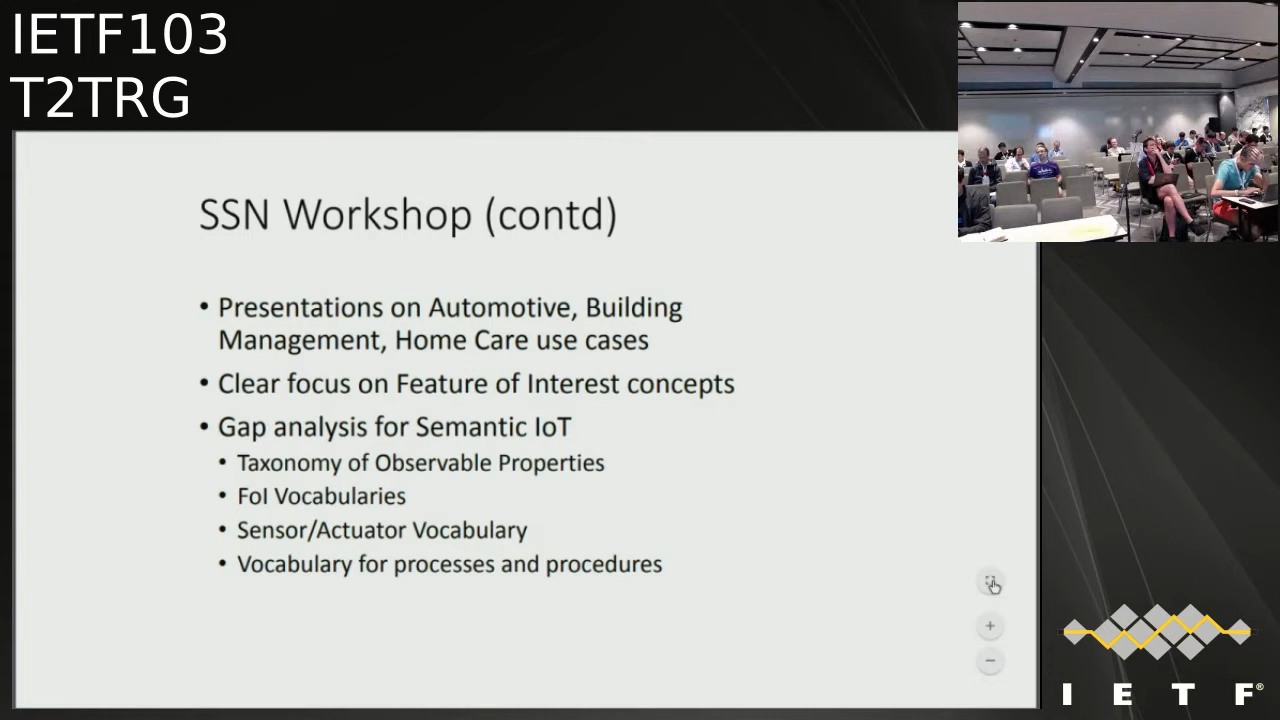 IETF103
T2TRG
SSN Workshop (contd)
• Presentations on Automotive, Building
Management, Home Care use cases
• Clear focus on Feature of Interest concepts
• Gap analysis for Semantic IoT
• Taxonomy of Observable Properties
• FoI Vocabularies
• Sensor/Actuator Vocabulary
• Vocabulary for processes and procedures
I E T F®